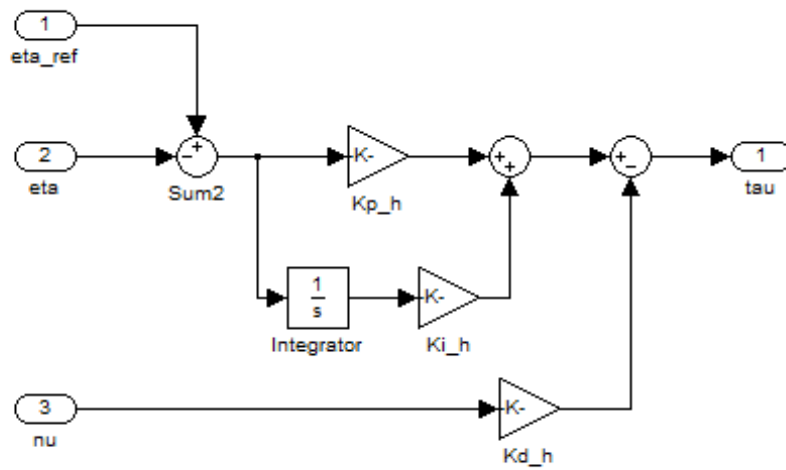 1
eta_ref
2
eta
−
+
Sum2
K-
Kp_h
+
+
+
−
1
tau
1
s
Integrator
K-
Ki_h
3
nu
K-
Kd_h